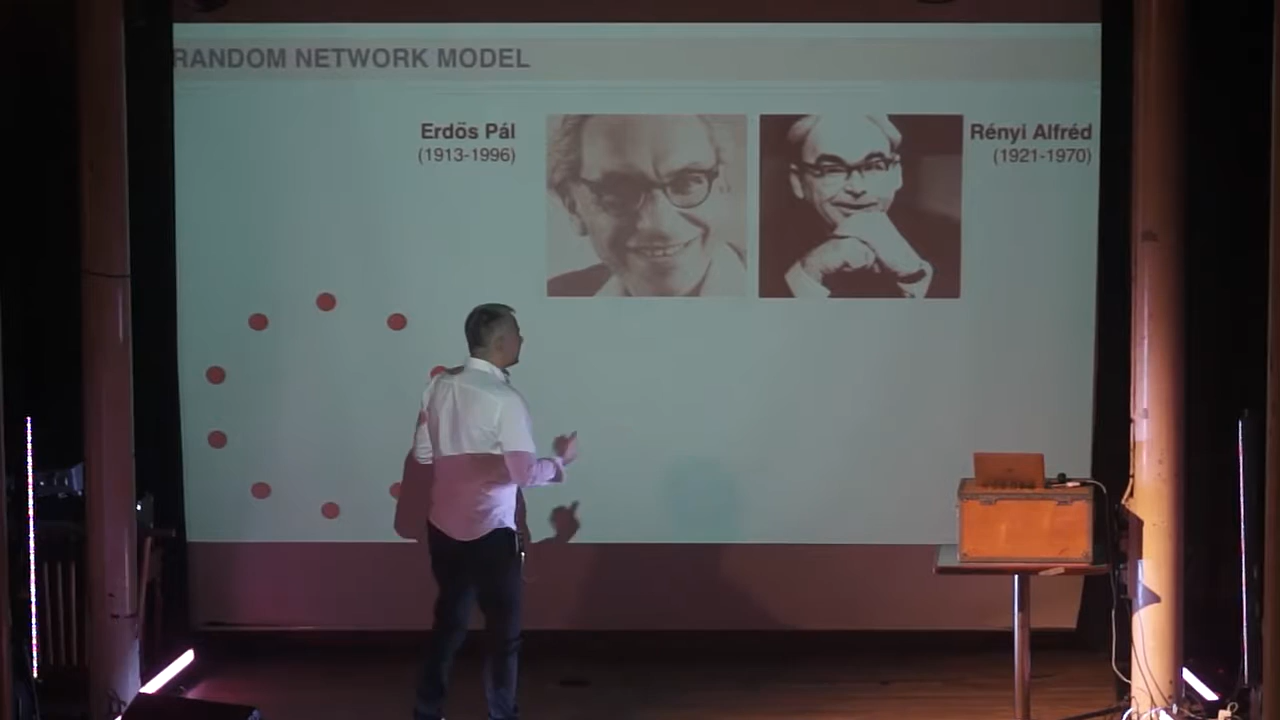 RANDOM NETWORK MODEL
Erdös Pál
(1913-1996)
Rényi Alfréd
(1921-1970)